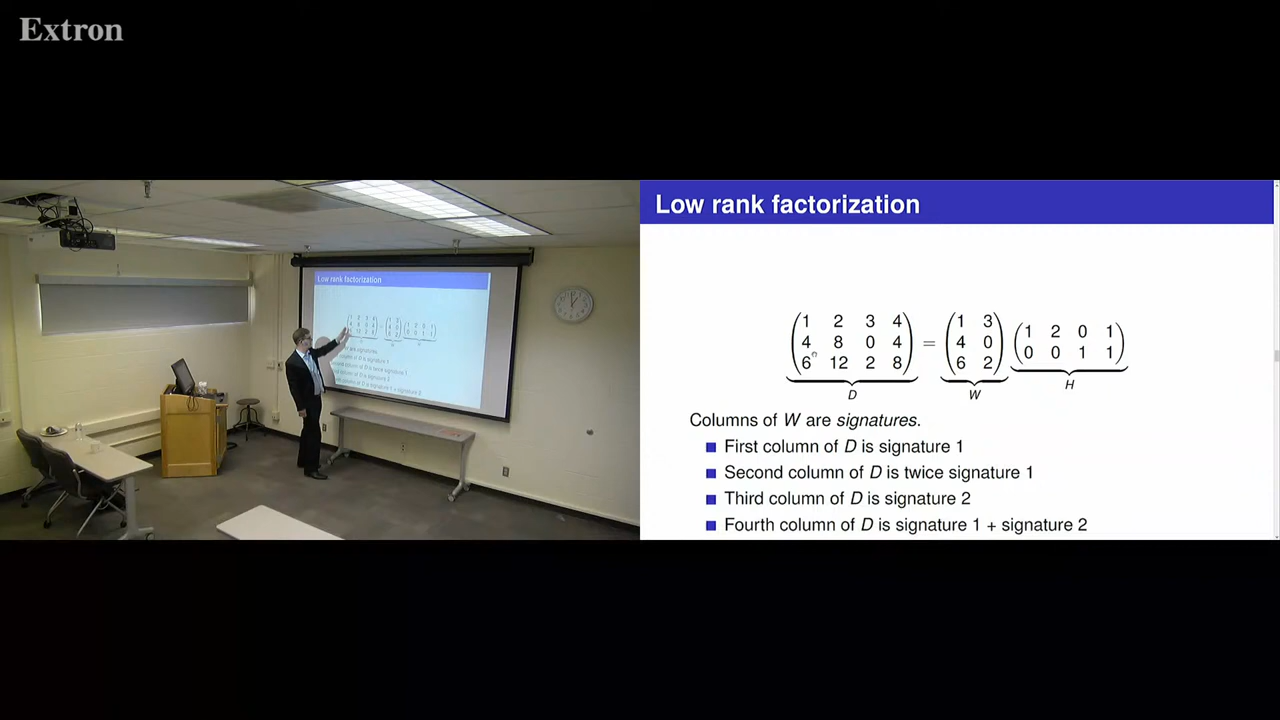 Extron
Low rank factorization
1 2 3 4
4 8 0 4
6 12 2 8
D
=
1 3
4 0
6 2
W
1 2 0 1
0 0 1 1
H
Columns of W are signatures.
First column of D is signature 1
Second column of D is twice signature 1
Third column of D is signature 2
Fourth column of D is signature 1 + signature 2
Low rank factorization